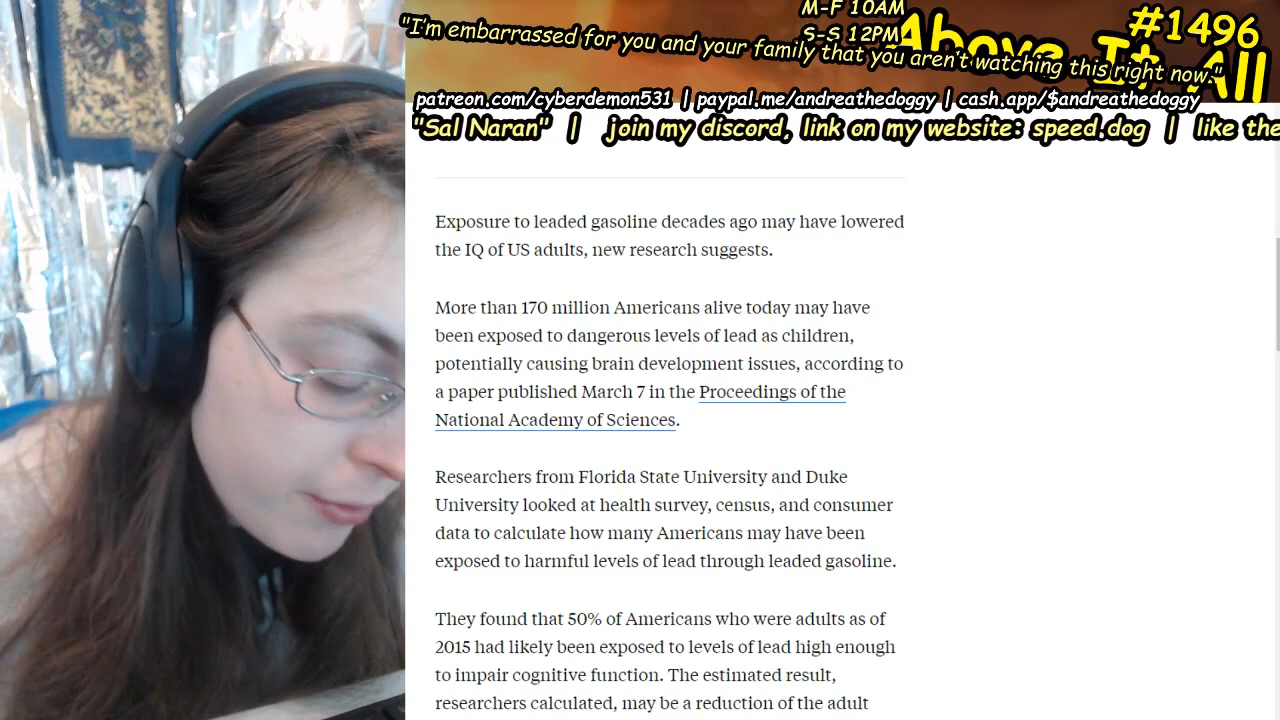 M-F 10AM
S-S 12PM
Above It All
#1496
"I'm embarrassed for you and your family that you aren't watching this right now."
patreon.com/cyberdemon531 | paypal.me/andreathedoggy | cash.app/$andreathedoggy
"Sal Naran" | join my discord, link on my website: speed.dog | like the
Exposure to leaded gasoline decades ago may have lowered
the IQ of US adults, new research suggests.
More than 170 million Americans alive today may have
been exposed to dangerous levels of lead as children,
potentially causing brain development issues, according to
a paper published March 7 in the Proceedings of the
National Academy of Sciences.
Researchers from Florida State University and Duke
University looked at health survey, census, and consumer
data to calculate how many Americans may have been
exposed to harmful levels of lead through leaded gasoline.
They found that 50% of Americans who were adults as of
2015 had likely been exposed to levels of lead high enough
to impair cognitive function. The estimated result,
researchers calculated, may be a reduction of the adult